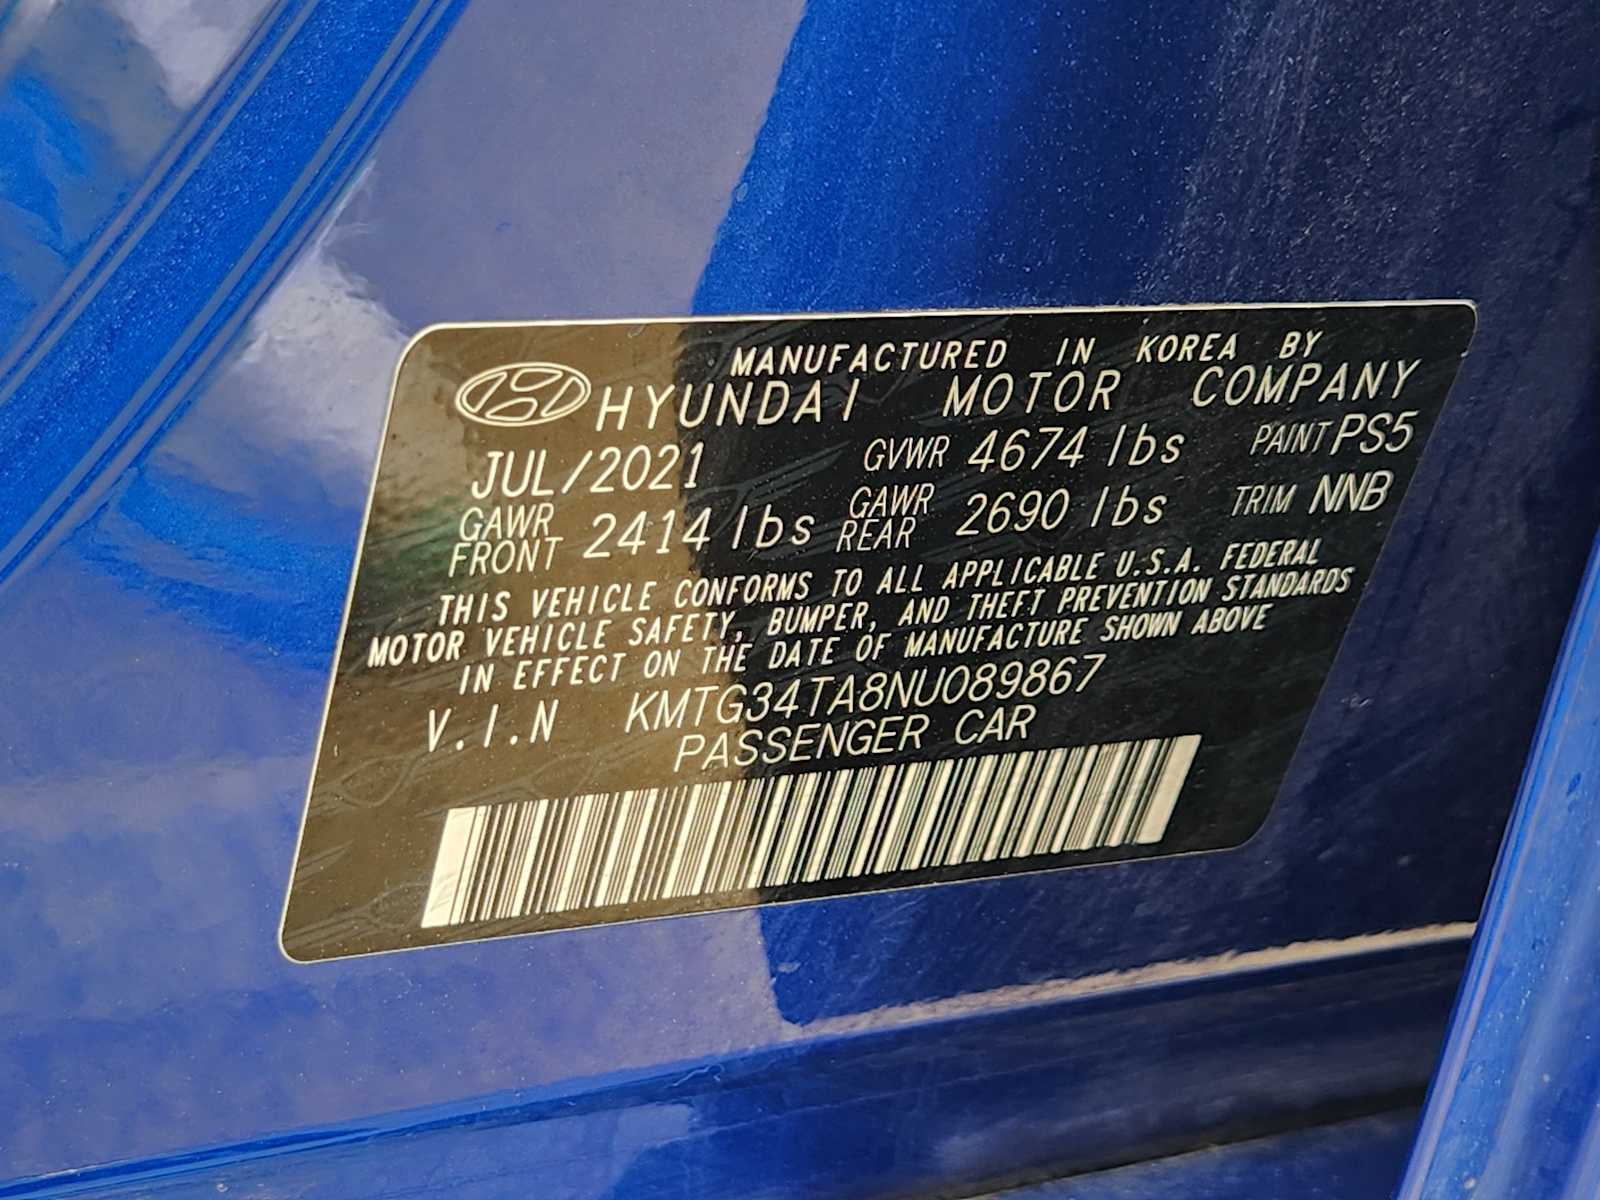 MANUFACTURED IN KOREA BY
HYUNDAI MOTOR COMPANY
JUL/2021 GVWR 4674 lbs PAINT PS5
GAWR FRONT 2414 lbs GAWR REAR 2690 lbs TRIM NNB
THIS VEHICLE CONFORMS TO ALL APPLICABLE U.S.A. FEDERAL
MOTOR VEHICLE SAFETY, BUMPER, AND THEFT PREVENTION STANDARDS
IN EFFECT ON THE DATE OF MANUFACTURE SHOWN ABOVE
V.I.N KMTG34TA8NU089867
PASSENGER CAR